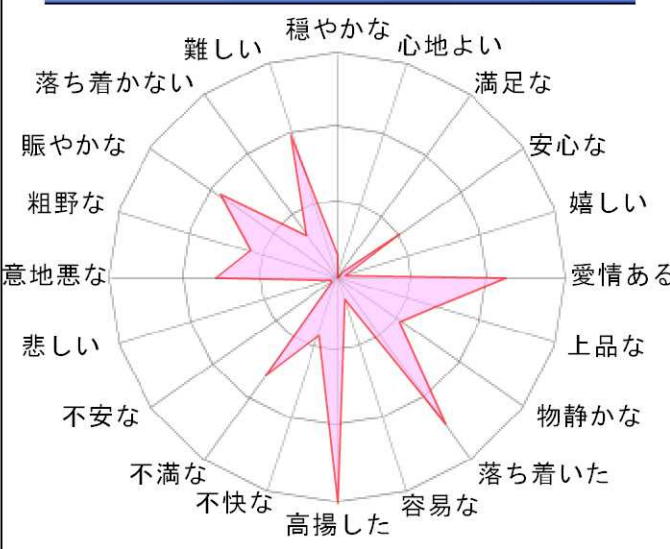 穏やかな
心地よい
満足な
安心な
嬉しい
愛情ある
上品な
物静かな
落ち着いた
容易な
高揚した
不快な
不満な
不安な
悲しい
意地悪な
粗野な
賑やかな
落ち着かない
難しい